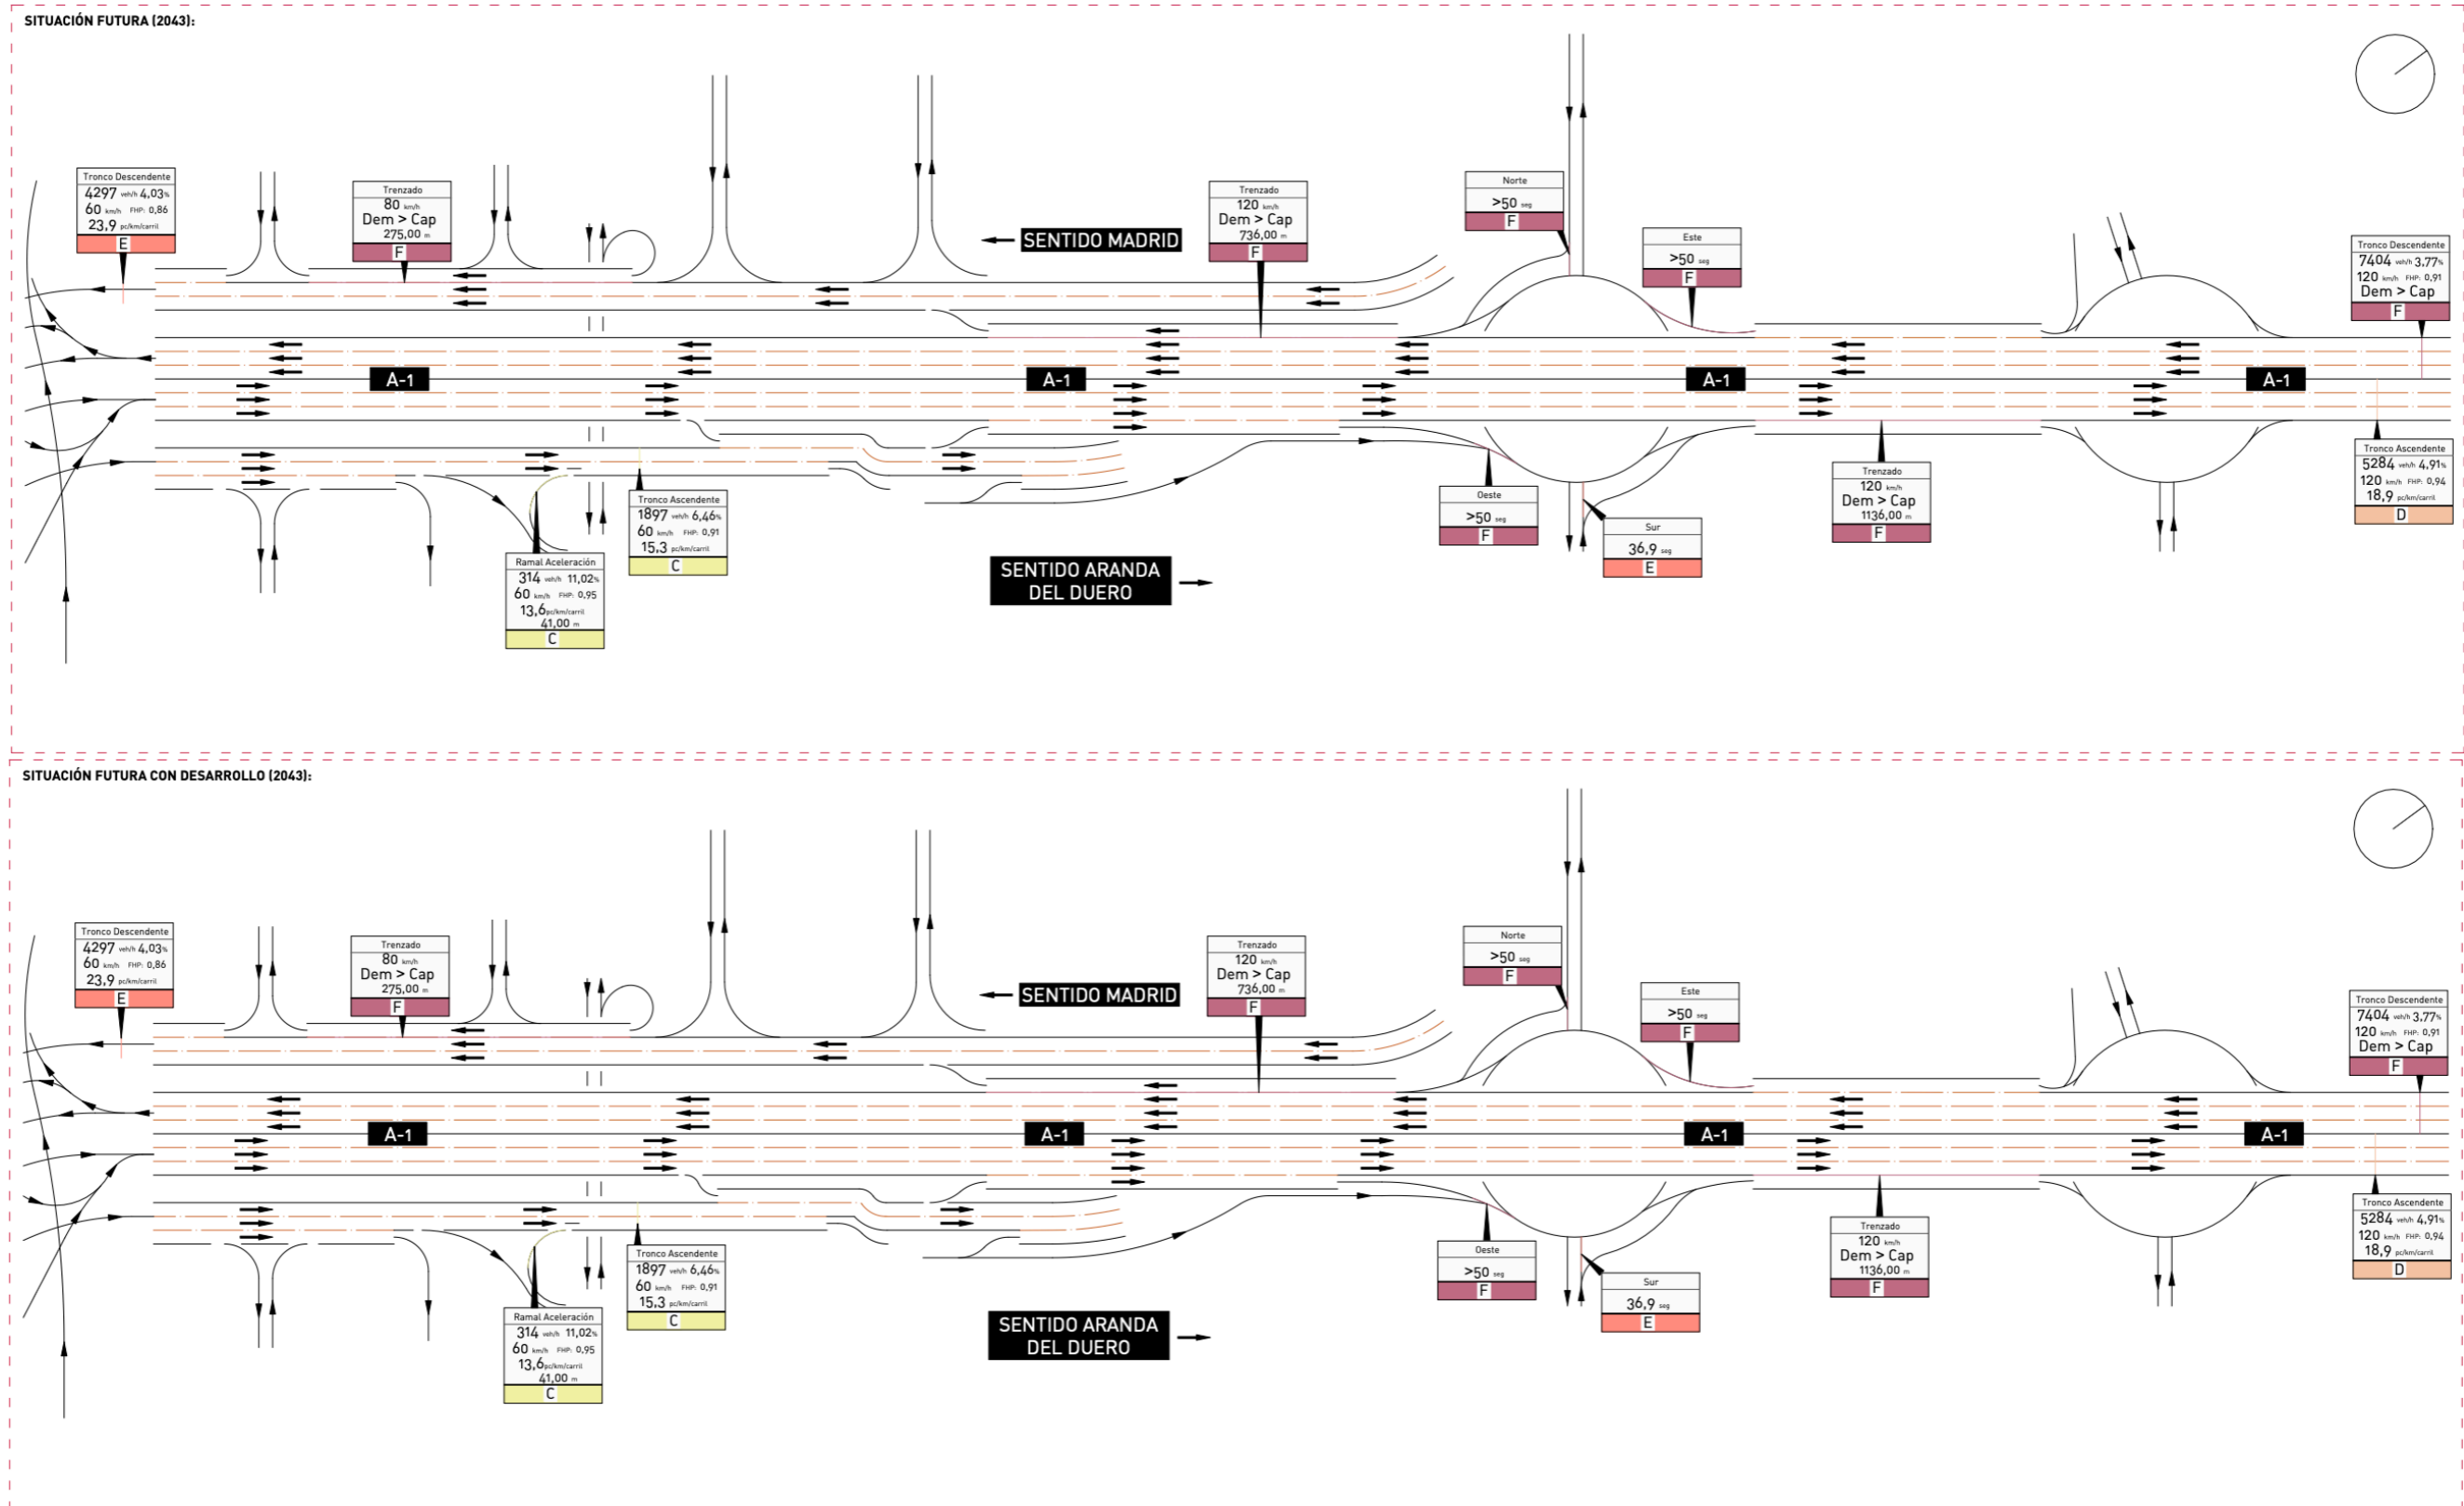 SITUACIÓN FUTURA (2043):
Tronco Descendente
4297 veh/h 4,03%
60 km/h FHP: 0,86
23,9 pc/km/carril
E
Trenzado
80 km/h
Dem > Cap
275,00 m
F
SENTIDO MADRID
Trenzado
120 km/h
Dem > Cap
736,00 m
F
Norte
>50 seg
F
Este
>50 seg
F
Tronco Descendente
7404 veh/h 3,77%
120 km/h FHP: 0,91
Dem > Cap
F
A-1
A-1
A-1
A-1
Ramal Aceleración
314 veh/h 11,02%
60 km/h FHP: 0,95
13,6pc/km/carril
41,00 m
C
Tronco Ascendente
1897 veh/h 6,46%
60 km/h FHP: 0,91
15,3 pc/km/carril
C
SENTIDO ARANDA
DEL DUERO
Oeste
>50 seg
F
Sur
36,9 seg
E
Trenzado
120 km/h
Dem > Cap
1136,00 m
F
Tronco Ascendente
5284 veh/h 4,91%
120 km/h FHP: 0,94
18,9 pc/km/carril
D
SITUACIÓN FUTURA CON DESARROLLO (2043):
Tronco Descendente
4297 veh/h 4,03%
60 km/h FHP: 0,86
23,9 pc/km/carril
E
Trenzado
80 km/h
Dem > Cap
275,00 m
F
SENTIDO MADRID
Trenzado
120 km/h
Dem > Cap
736,00 m
F
Norte
>50 seg
F
Este
>50 seg
F
Tronco Descendente
7404 veh/h 3,77%
120 km/h FHP: 0,91
Dem > Cap
F
A-1
A-1
A-1
A-1
Ramal Aceleración
314 veh/h 11,02%
60 km/h FHP: 0,95
13,6pc/km/carril
41,00 m
C
Tronco Ascendente
1897 veh/h 6,46%
60 km/h FHP: 0,91
15,3 pc/km/carril
C
SENTIDO ARANDA
DEL DUERO
Oeste
>50 seg
F
Sur
36,9 seg
E
Trenzado
120 km/h
Dem > Cap
1136,00 m
F
Tronco Ascendente
5284 veh/h 4,91%
120 km/h FHP: 0,94
18,9 pc/km/carril
D